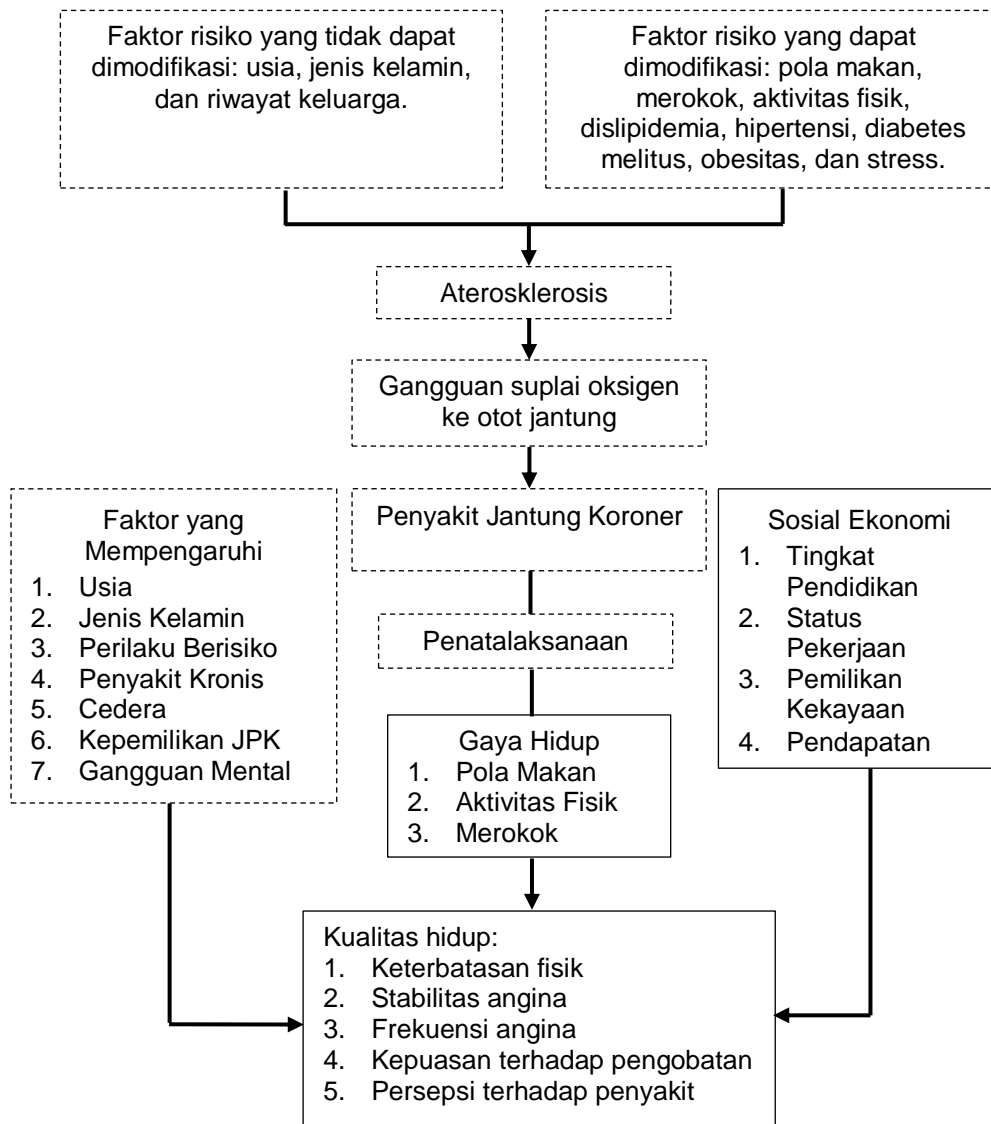 Faktor risiko yang tidak dapat
dimodifikasi: usia, jenis kelamin,
dan riwayat keluarga.
Faktor risiko yang dapat
dimodifikasi: pola makan,
merokok, aktivitas fisik,
dislipidemia, hipertensi, diabetes
melitus, obesitas, dan stress.
Aterosklerosis
Gangguan suplai oksigen
ke otot jantung
Penyakit Jantung Koroner
Penatalaksanaan
Faktor yang
Mempengaruhi
1. Usia
2. Jenis Kelamin
3. Perilaku Berisiko
4. Penyakit Kronis
5. Cedera
6. Kepemilikan JPK
7. Gangguan Mental
Gaya Hidup
1. Pola Makan
2. Aktivitas Fisik
3. Merokok
Sosial Ekonomi
1. Tingkat
Pendidikan
2. Status
Pekerjaan
3. Pemilikan
Kekayaan
4. Pendapatan
Kualitas hidup:
1. Keterbatasan fisik
2. Stabilitas angina
3. Frekuensi angina
4. Kepuasan terhadap pengobatan
5. Persepsi terhadap penyakit